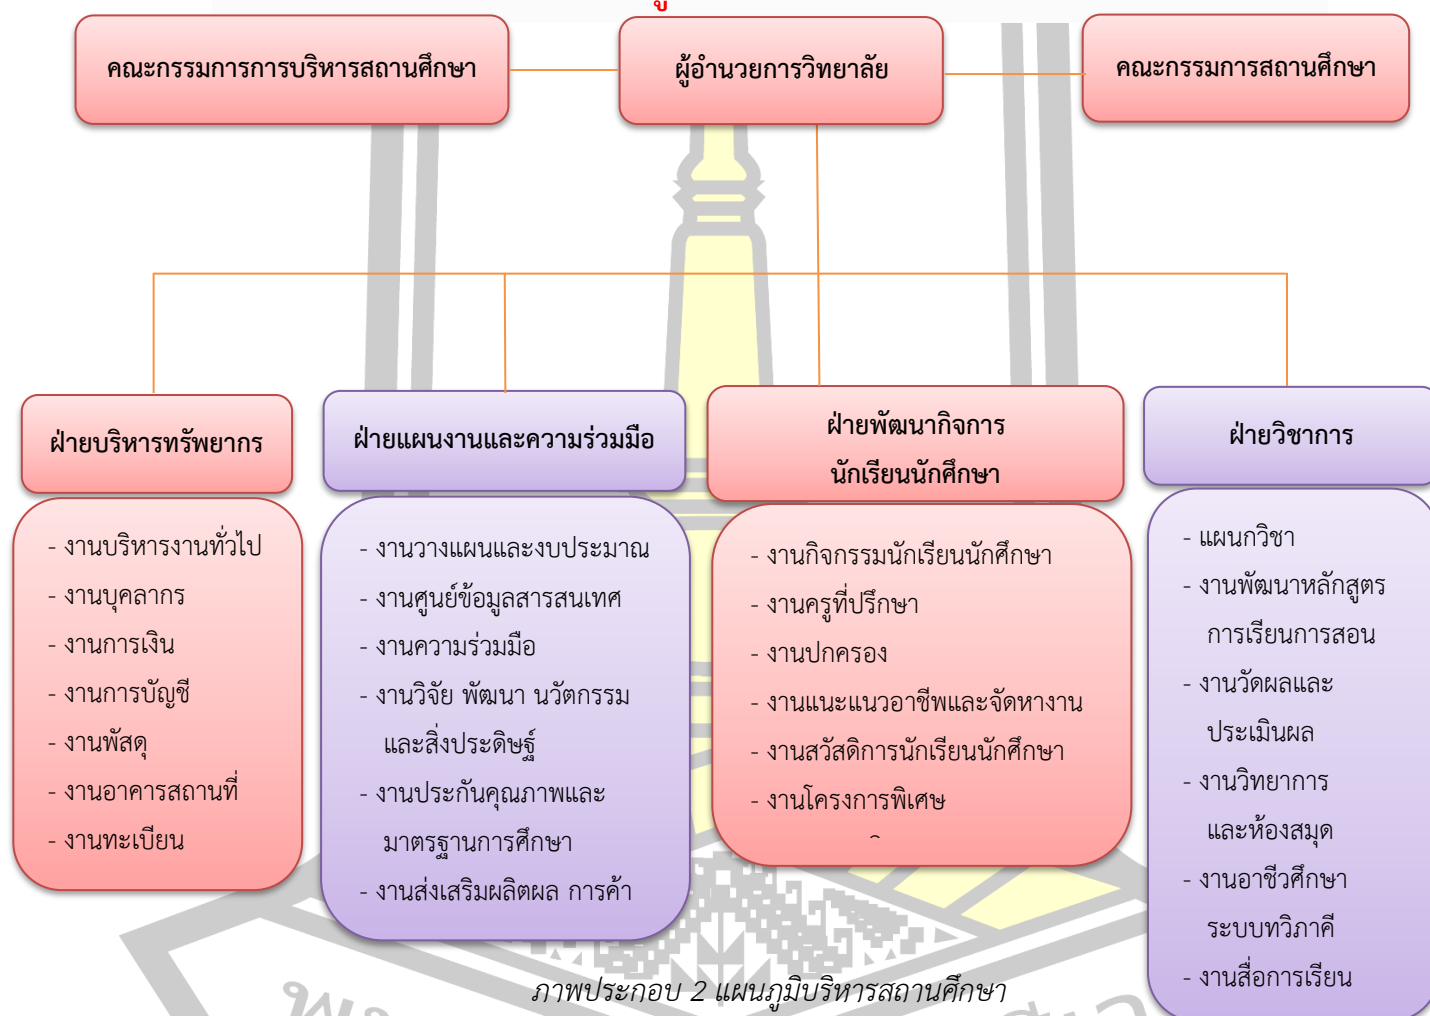 คณะกรรมการการบริหารสถานศึกษา
ผู้อำนวยการวิทยาลัย
คณะกรรมการสถานศึกษา
ฝ่ายบริหารทรัพยากร
- งานบริหารงานทั่วไป
- งานบุคลากร
- งานการเงิน
- งานการบัญชี
- งานพัสดุ
- งานอาคารสถานที่
- งานทะเบียน
ฝ่ายแผนงานและความร่วมมือ
- งานวางแผนและงบประมาณ
- งานศูนย์ข้อมูลสารสนเทศ
- งานความร่วมมือ
- งานวิจัย พัฒนา นวัตกรรม
และสิ่งประดิษฐ์
- งานประกันคุณภาพและ
มาตรฐานการศึกษา
- งานส่งเสริมผลิตผล การค้า
ฝ่ายพัฒนากิจการ
นักเรียนนักศึกษา
- งานกิจกรรมนักเรียนนักศึกษา
- งานครูที่ปรึกษา
- งานปกครอง
- งานแนะแนวอาชีพและจัดหางาน
- งานสวัสดิการนักเรียนนักศึกษา
- งานโครงการพิเศษ
ฝ่ายวิชาการ
- แผนกวิชา
- งานพัฒนาหลักสูตร
การเรียนการสอน
- งานวัดผลและ
ประเมินผล
- งานวิทยาการ
และห้องสมุด
- งานอาชีวศึกษา
ระบบทวิภาคี
- งานสื่อการเรียน
ภาพประกอบ 2 แผนภูมิบริหารสถานศึกษา